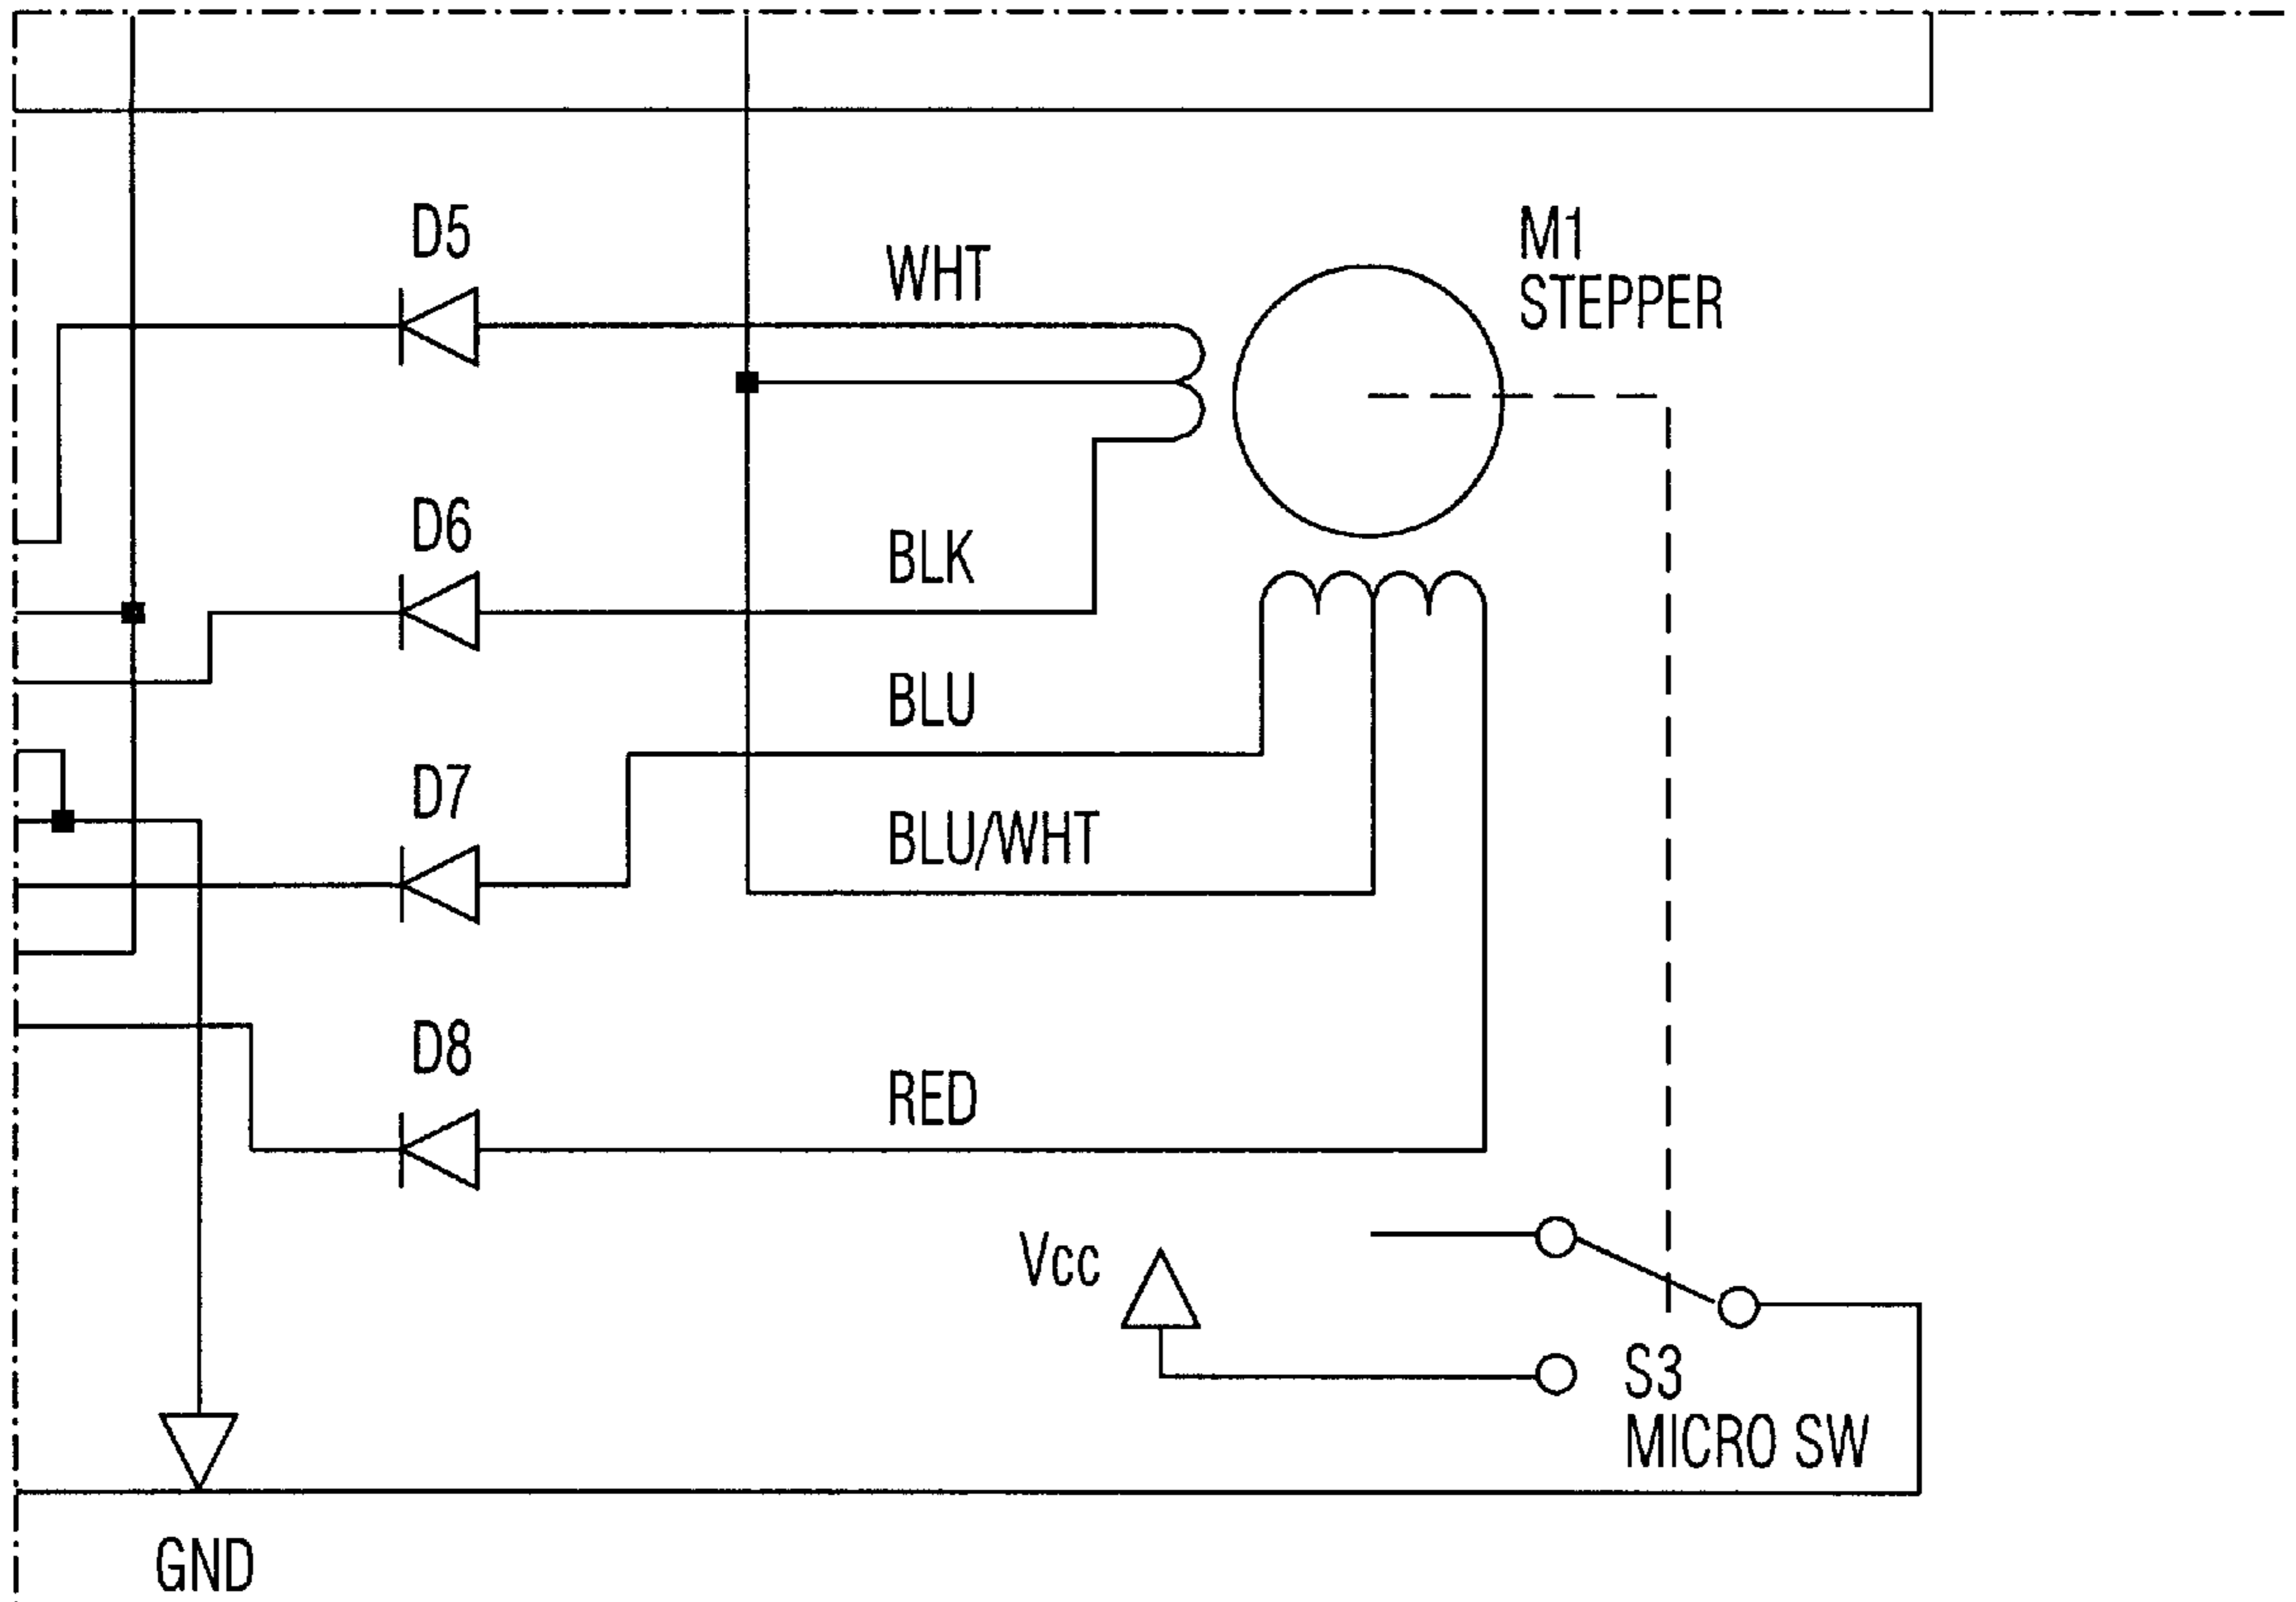 D5
WHT
M1
STEPPER
D6
BLK
BLU
D7
BLU/WHT
D8
RED
Vcc
S3
MICRO SW
GND